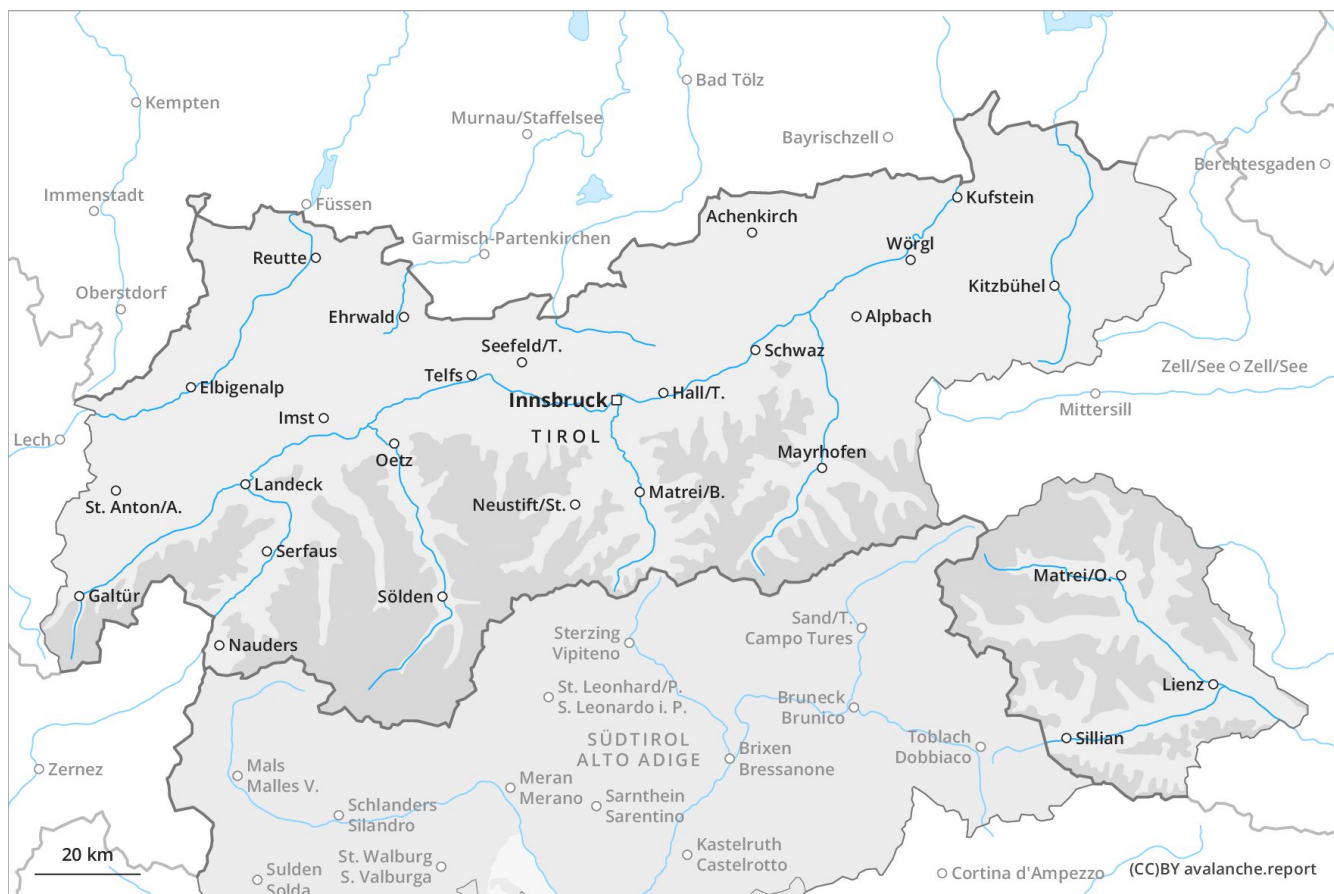 Bad Tölz
Kempten
Murnau/Staffelsee
Bayrischzell
Berchtesgaden
Immenstadt
Füssen
Kufstein
Achenkirch
Garmisch-Partenkirchen
Wörgl
Reutte
Kitzbühel
Oberstdorf
Ehrwald
Alpbach
Seefeld/T.
Schwaz
Telfs
Zell/See
Zell/See
Elbigenalp
Innsbruck
Hall/T.
Mittersill
Imst
Lech
TIROL
Oetz
Mayrhofen
Landeck
St. Anton/A.
Neustift/St.
Matrei/B.
Serfaus
Matrei/O.
Galtür
Sölden
Sand/T.
Campo Tures
Sterzing
Vipiteno
Nauders
Lienz
St. Leonhard/P.
S. Leonardo i. P.
Bruneck
Brunico
SÜDTIROL
ALTO ADIGE
Sillian
Toblach
Dobbiaco
Brixen
Bressanone
Zernez
Mals
Malles V.
Meran
Merano
Sarnthein
Sarentino
Schlanders
Silandro
Kastelruth
Castelrotto
20 km
St. Walburg
S. Valburga
Sulden
Solda
Cortina d'Ampezzo
(CC)BY avalanche.report